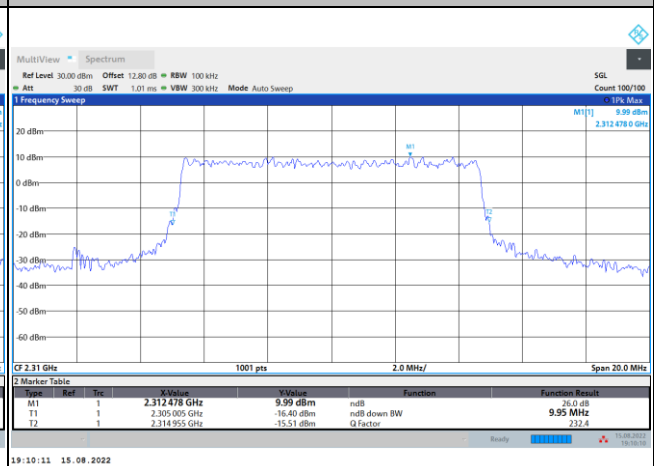 MultiView Spectrum
Ref Level 30.00 dBm Offset 12.80 dB RBW 100 kHz SGL
Att 30 dB SWT 1.01 ms VBW 300 kHz Mode Auto Sweep Count 100/100
1 Frequency Sweep 1Pk Max
M1[1] 9.99 dBm
2.312 478 0 GHz
M1
20 dBm
10 dBm
0 dBm
-10 dBm
T1 T2
-20 dBm
-30 dBm
-40 dBm
-50 dBm
-60 dBm
CF 2.31 GHz 1001 pts 2.0 MHz/ Span 20.0 MHz
2 Marker Table
Type Ref Trc X-Value Y-Value Function Function Result
M1 1 2.312 478 GHz 9.99 dBm ndB 26.0 dB
T1 1 2.305 005 GHz -16.40 dBm ndB down BW 9.95 MHz
T2 1 2.314 955 GHz -15.51 dBm Q Factor 232.4
Ready 15.08.2022
19:10:10
19:10:11 15.08.2022